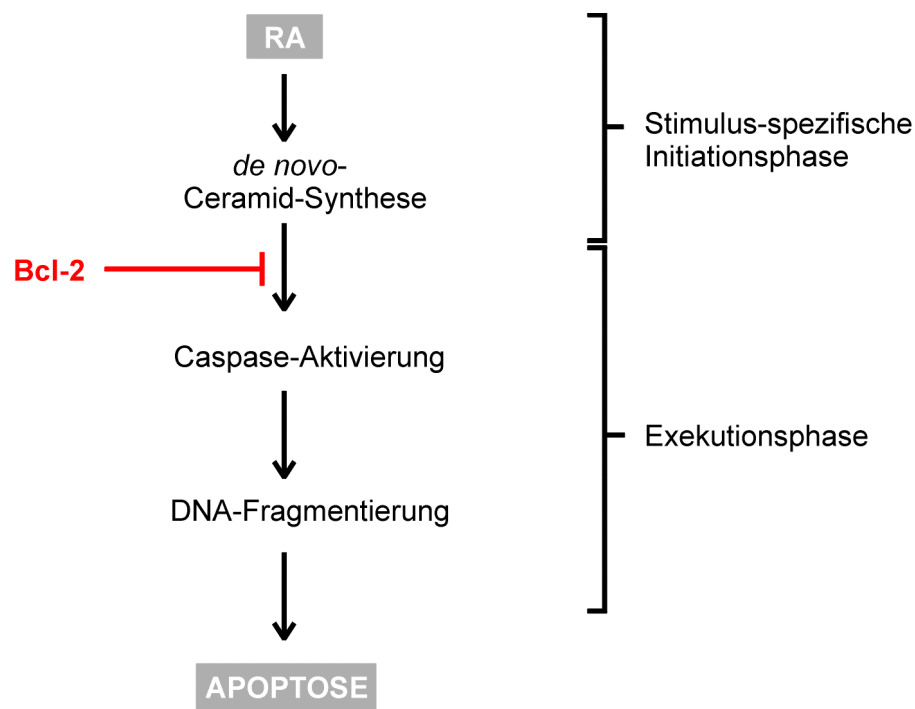 RA
Stimulus-spezifische
Initiationsphase
de novo-
Ceramid-Synthese
Bcl-2
Caspase-Aktivierung
Exekutionsphase
DNA-Fragmentierung
APOPTOSE